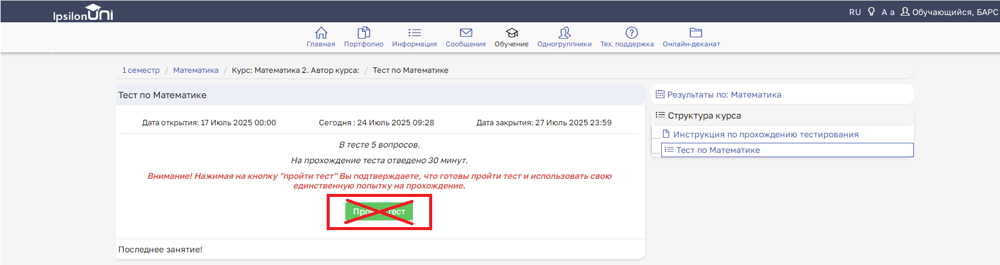 IpsilonUni
RU A a Обучающийся, БАРС
Главная Портфолио Информация Сообщения Обучение Одногруппники Тех. поддержка Онлайн-деканат
1 семестр / Математика / Курс: Математика 2. Автор курса: / Тест по Математике
Тест по Математике
Дата открытия: 17 Июль 2025 00:00 Сегодня : 24 Июль 2025 09:28 Дата закрытия: 27 Июль 2025 23:59
В тесте 5 вопросов.
На прохождение теста отведено 30 минут.
Внимание! Нажимая на кнопку "пройти тест" Вы подтверждаете, что готовы пройти тест и использовать свою
единственную попытку на прохождение.
Пройти тест
Последнее занятие!
Результаты по: Математика
Структура курса
Инструкция по прохождению тестирования
Тест по Математике